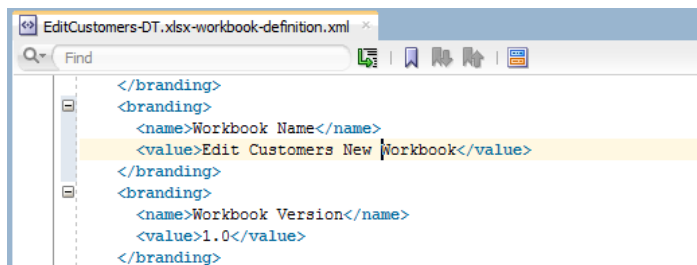 EditCustomers-DT.xlsx-workbook-definition.xml
Find
</branding>
<branding>
<name>Workbook Name</name>
<value>Edit Customers New Workbook</value>
</branding>
<branding>
<name>Workbook Version</name>
<value>1.0</value>
</branding>